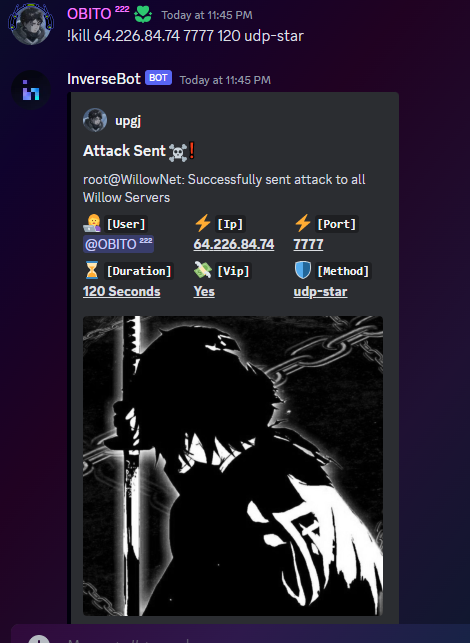 OBITO ²²² Today at 11:45 PM
!kill 64.226.84.74 7777 120 udp-star
InverseBot BOT Today at 11:45 PM
upgj
Attack Sent ☠️❗
root@WillowNet: Successfully sent attack to all
Willow Servers
[User] ⚡ [Ip] ⚡ [Port]
@OBITO ²²² 64.226.84.74 7777
⏳ [Duration] 💸 [Vip] 🛡️ [Method]
120 Seconds Yes udp-star